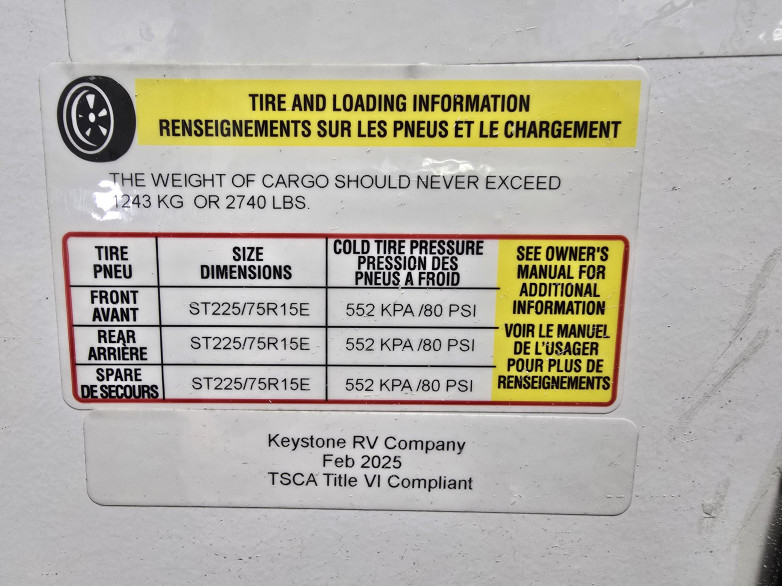 TIRE AND LOADING INFORMATION
RENSEIGNEMENTS SUR LES PNEUS ET LE CHARGEMENT
THE WEIGHT OF CARGO SHOULD NEVER EXCEED
1243 KG OR 2740 LBS.
TIRE
PNEU
SIZE
DIMENSIONS
COLD TIRE PRESSURE
PRESSION DES
PNEUS A FROID
FRONT
AVANT
ST225/75R15E
552 KPA /80 PSI
REAR
ARRIÈRE
ST225/75R15E
552 KPA /80 PSI
SPARE
DE SECOURS
ST225/75R15E
552 KPA /80 PSI
SEE OWNER'S
MANUAL FOR
ADDITIONAL
INFORMATION
VOIR LE MANUEL
DE L'USAGER
POUR PLUS DE
RENSEIGNEMENTS
Keystone RV Company
Feb 2025
TSCA Title VI Compliant